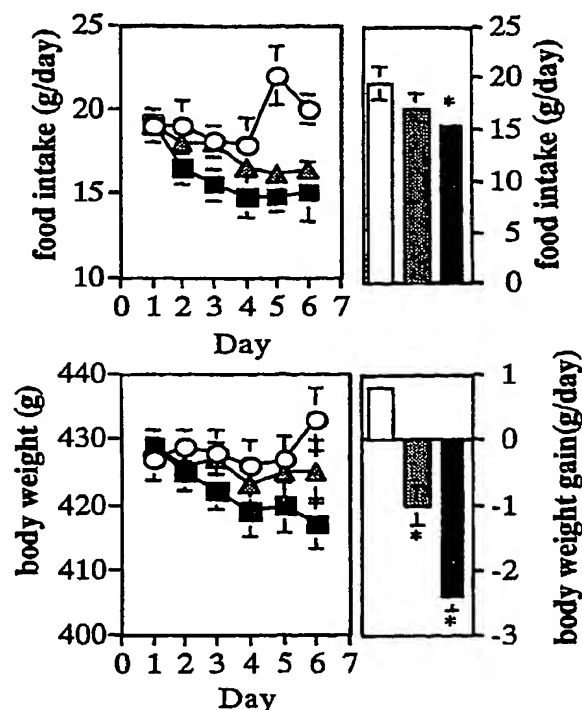 food intake (g/day)
25
20
15
10
0 1 2 3 4 5 6 7
Day
*
25
20
15
10
5
0
food intake (g/day)
body weight (g)
440
430
420
410
400
0 1 2 3 4 5 6 7
Day
*
*
1
0
-1
-2
-3
body weight gain(g/day)